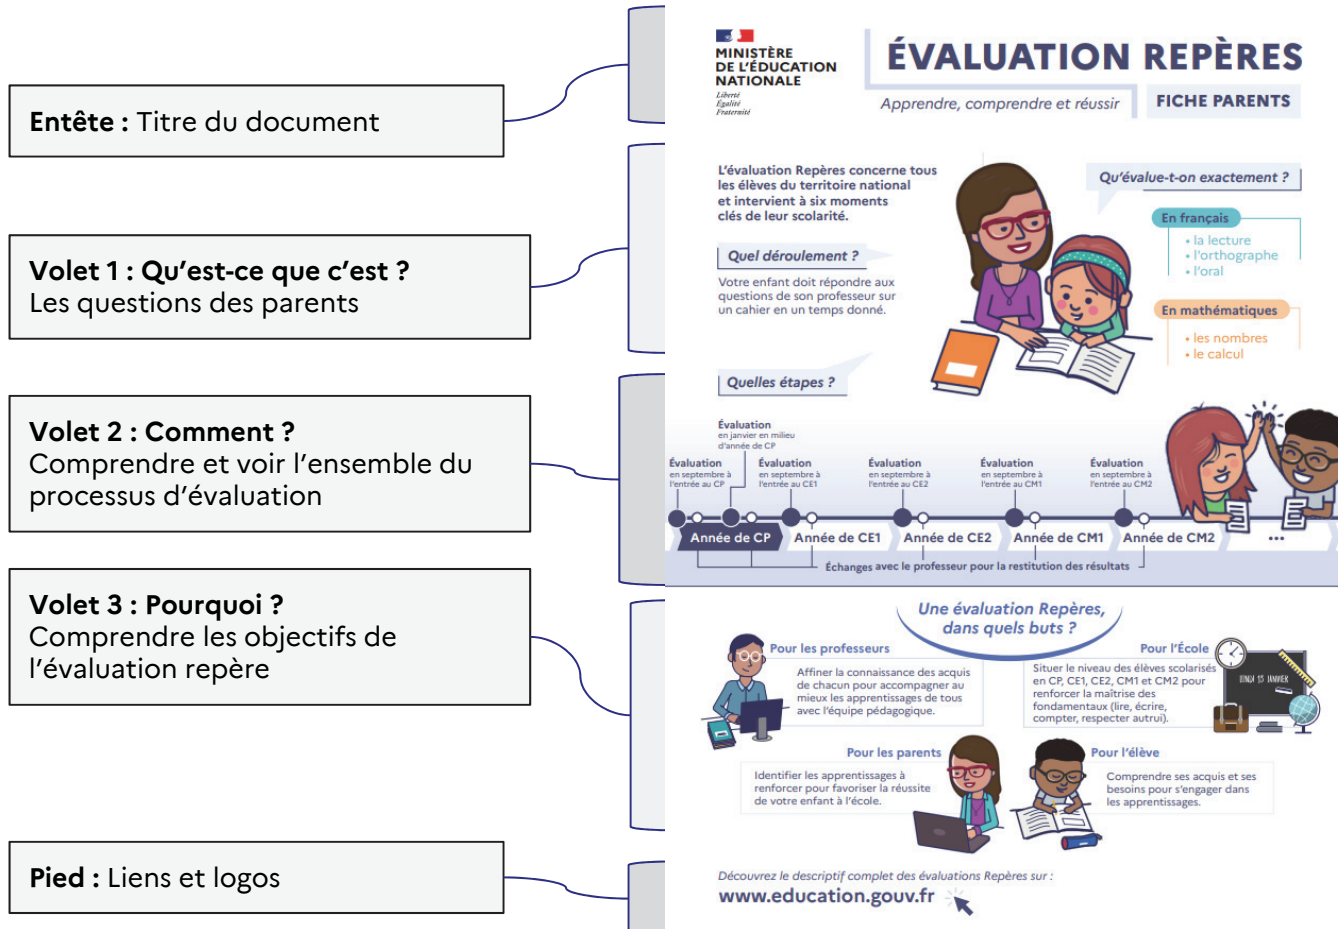 Entête : Titre du document
Volet 1 : Qu'est-ce que c'est ?
Les questions des parents
Volet 2 : Comment ?
Comprendre et voir l'ensemble du
processus d'évaluation
Volet 3 : Pourquoi ?
Comprendre les objectifs de
l'évaluation repère
Pied : Liens et logos
MINISTÈRE
DE L'ÉDUCATION
NATIONALE
Liberté
Égalité
Fraternité
ÉVALUATION REPÈRES
Apprendre, comprendre et réussir
FICHE PARENTS
L'évaluation Repères concerne tous
les élèves du territoire national
et intervient à six moments
clés de leur scolarité.
Quel déroulement ?
Votre enfant doit répondre aux
questions de son professeur sur
un cahier en un temps donné.
Qu'évalue-t-on exactement ?
En français
• la lecture
• l'orthographe
• l'oral
En mathématiques
• les nombres
• le calcul
Quelles étapes ?
Évaluation
en janvier en milieu
d'année de CP
Évaluation
en septembre à
l'entrée au CP
Évaluation
en septembre à
l'entrée au CE1
Évaluation
en septembre à
l'entrée au CE2
Évaluation
en septembre à
l'entrée au CM1
Évaluation
en septembre à
l'entrée au CM2
Année de CP
Année de CE1
Année de CE2
Année de CM1
Année de CM2
...
Échanges avec le professeur pour la restitution des résultats
Une évaluation Repères,
dans quels buts ?
Pour les professeurs
Affiner la connaissance des acquis
de chacun pour accompagner au
mieux les apprentissages de tous
avec l'équipe pédagogique.
Pour l'École
Situer le niveau des élèves scolarisés
en CP, CE1, CE2, CM1 et CM2 pour
renforcer la maîtrise des
fondamentaux (lire, écrire,
compter, respecter autrui).
LUNDI 15 JANVIER
Pour les parents
Identifier les apprentissages à
renforcer pour favoriser la réussite
de votre enfant à l'école.
Pour l'élève
Comprendre ses acquis et ses
besoins pour s'engager dans
les apprentissages.
Découvrez le descriptif complet des évaluations Repères sur :
www.education.gouv.fr